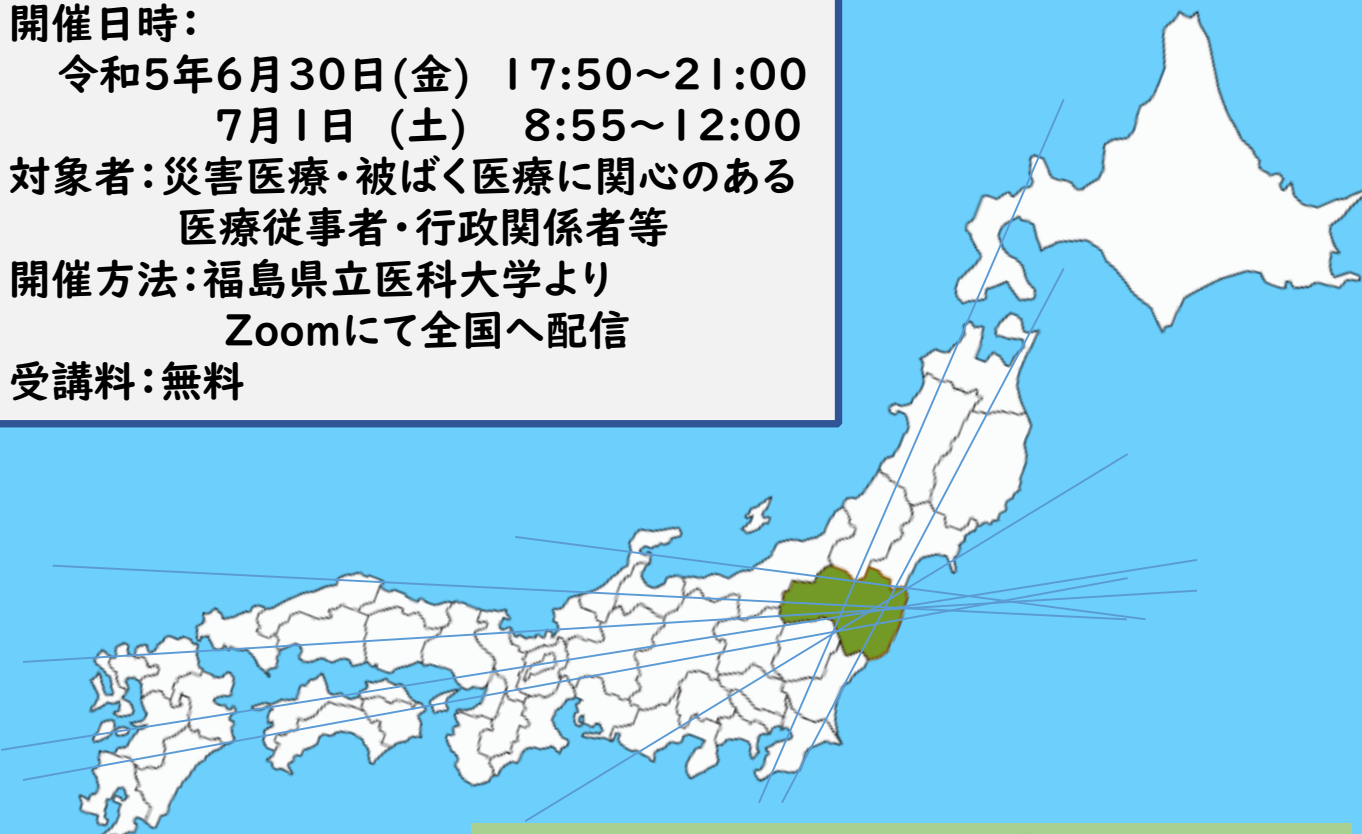 開催日時:
令和5年6月30日(金) 17:50~21:00
7月1日 (土) 8:55~12:00
対象者:災害医療・被ばく医療に関心のある
医療従事者・行政関係者等
開催方法:福島県立医科大学より
Zoomにて全国へ配信
受講料:無料